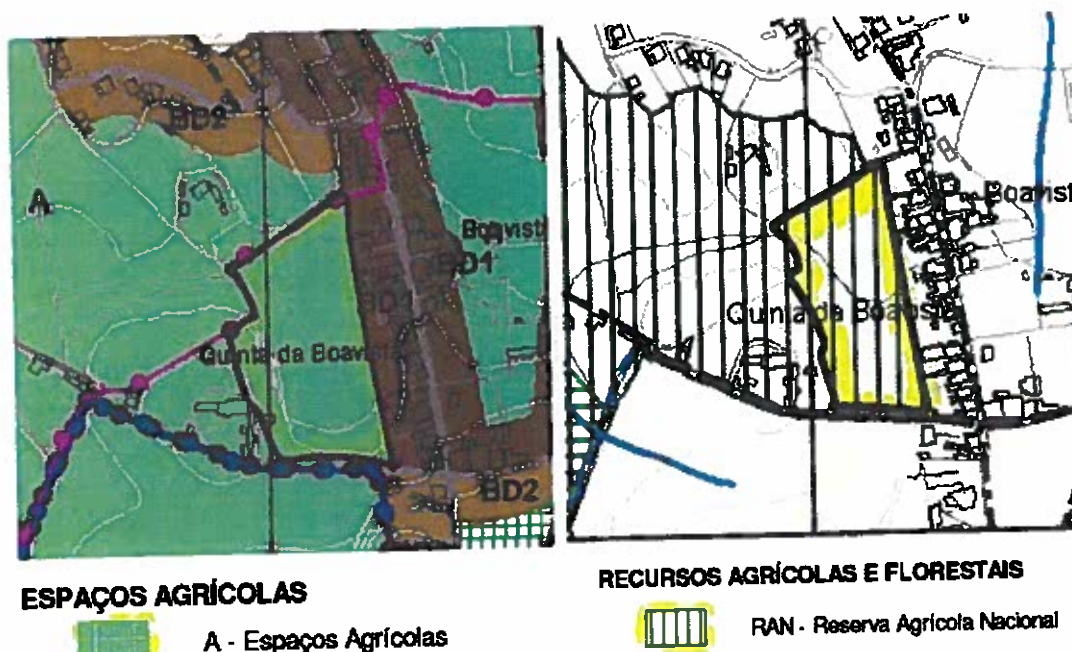 BD2
A
Boavist
BD1
BD1
Quinta da Boavista
BD2
Boavist
Quinta da Boavis
ESPAÇOS AGRÍCOLAS
A - Espaços Agrícolas
RECURSOS AGRÍCOLAS E FLORESTAIS
RAN - Reserva Agrícola Nacional